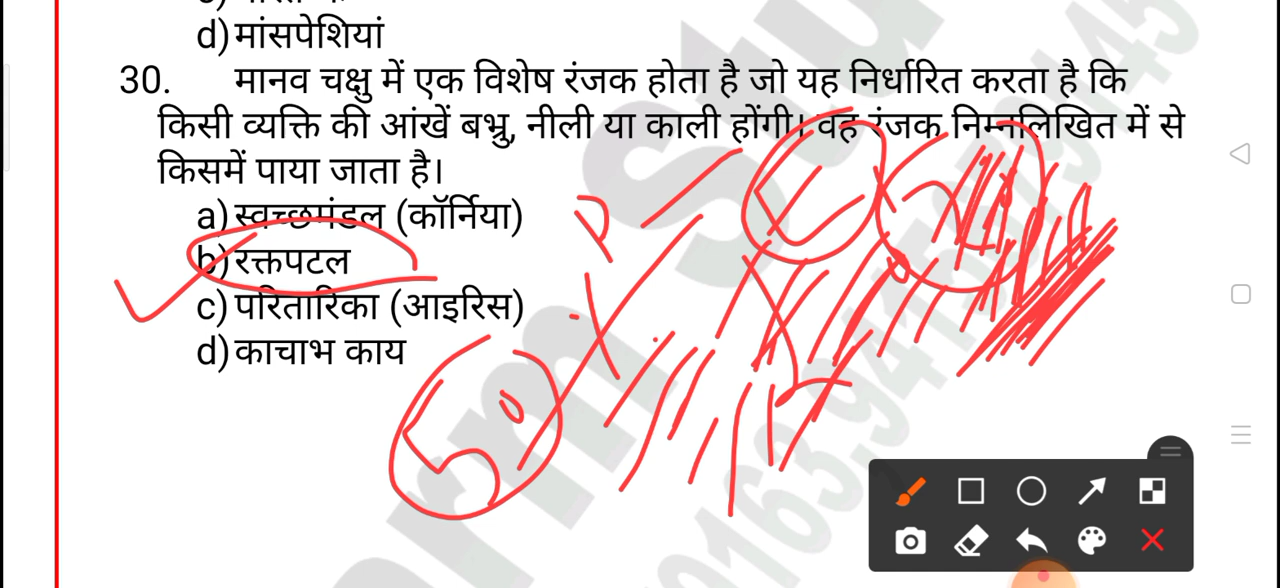 d) मांसपेशियां
30. मानव चक्षु में एक विशेष रंजक होता है जो यह निर्धारित करता है कि
किसी व्यक्ति की आंखें बभ्रु, नीली या काली होंगी। वह रंजक निम्नलिखित में से
किसमें पाया जाता है।
a) स्वच्छमंडल (कॉर्निया)
b) रक्तपटल
c) परितारिका (आइरिस)
d) काचाभ काय
50